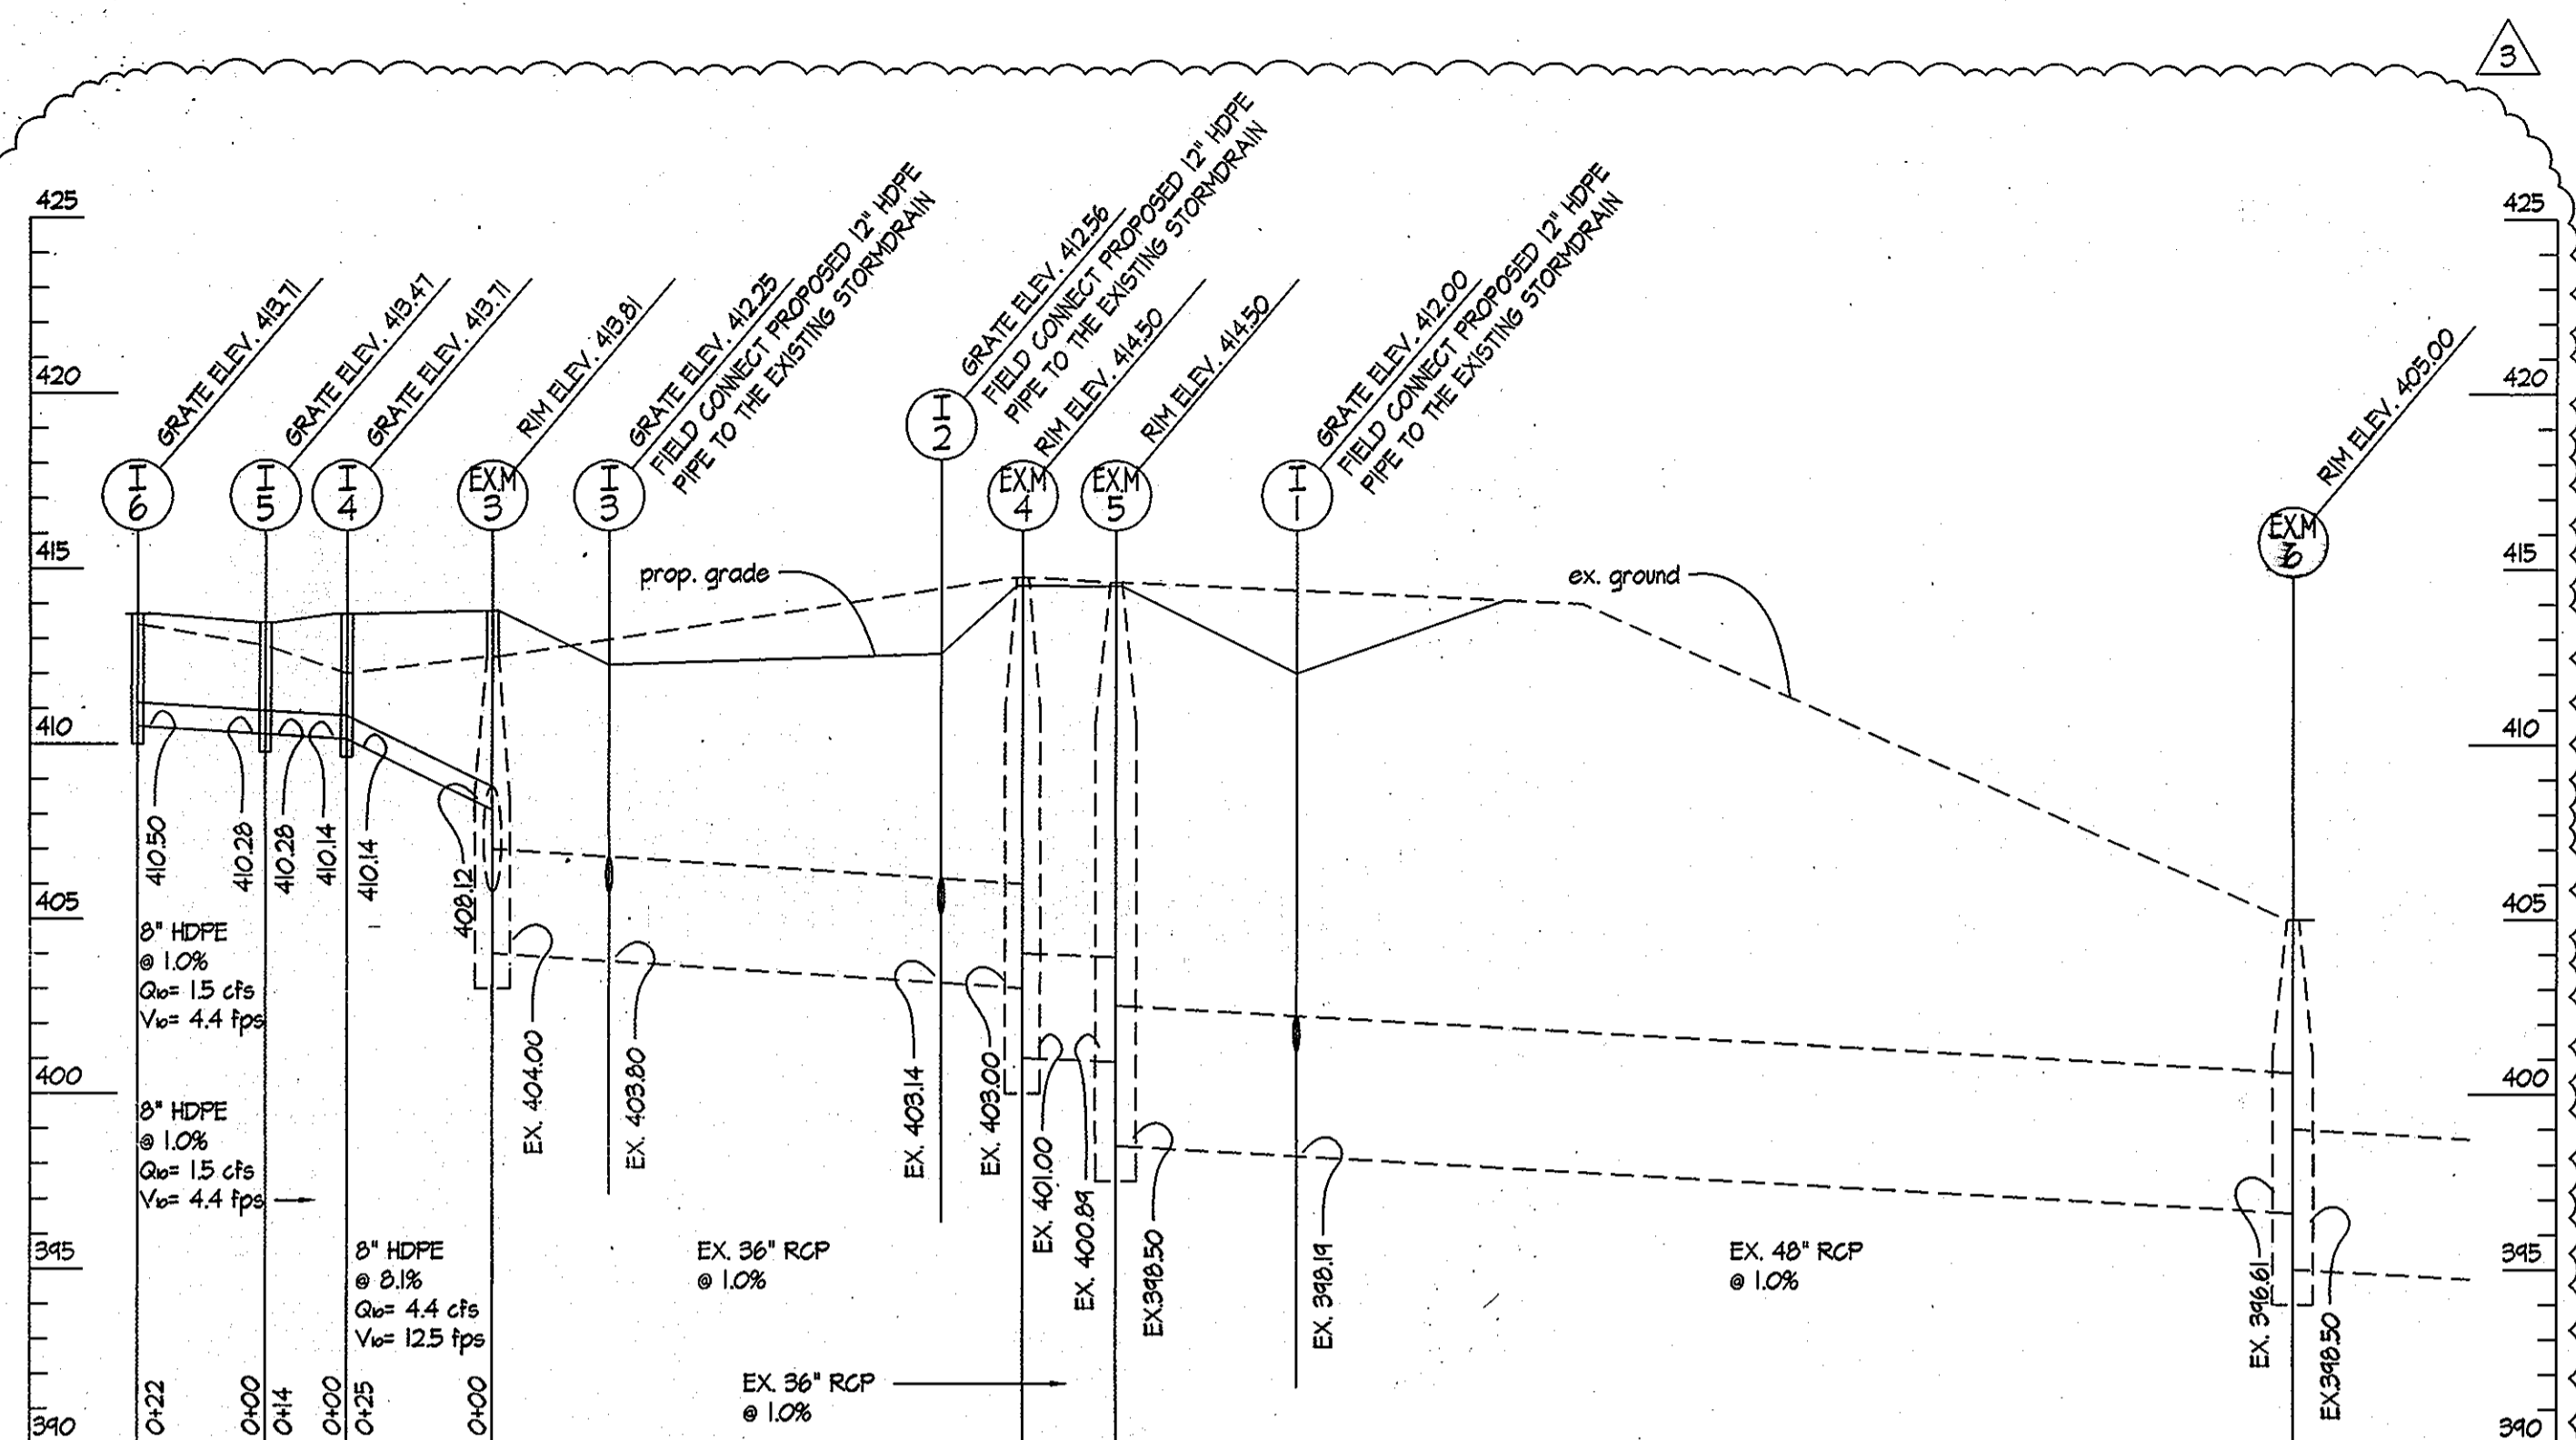 3
425
420
415
410
405
400
395
390
425
420
415
410
405
400
395
390
GRATE ELEV. 413.71
GRATE ELEV. 413.47
GRATE ELEV. 413.71
RIM ELEV. 413.81
GRATE ELEV. 412.25
FIELD CONNECT PROPOSED 12" HDPE
PIPE TO THE EXISTING STORMDRAIN
GRATE ELEV. 412.56
FIELD CONNECT PROPOSED 12" HDPE
PIPE TO THE EXISTING STORMDRAIN
RIM ELEV. 414.50
RIM ELEV. 414.50
GRATE ELEV. 412.00
FIELD CONNECT PROPOSED 12" HDPE
PIPE TO THE EXISTING STORMDRAIN
RIM ELEV. 405.00
I
6
I
5
I
4
EX.M
3
I
3
I
2
EX.M
4
EX.M
5
I
1
EX.M
prop. grade
ex. ground
410.50
410.28
410.28
410.14
410.14
408.12
EX. 404.00
EX. 403.80
EX. 403.14
EX. 403.00
EX. 401.00
EX. 400.89
EX.398.50
EX. 398.19
EX. 396.61
EX.398.50
8" HDPE
@ 1.0%
Q10= 1.5 cfs
V10= 4.4 fps
8" HDPE
@ 1.0%
Q10= 1.5 cfs
V10= 4.4 fps
8" HDPE
@ 8.1%
Q10= 4.4 cfs
V10= 12.5 fps
EX. 36" RCP
@ 1.0%
EX. 36" RCP
@ 1.0%
EX. 48" RCP
@ 1.0%
0+22
0+00
0+14
0+00
0+25
0+00